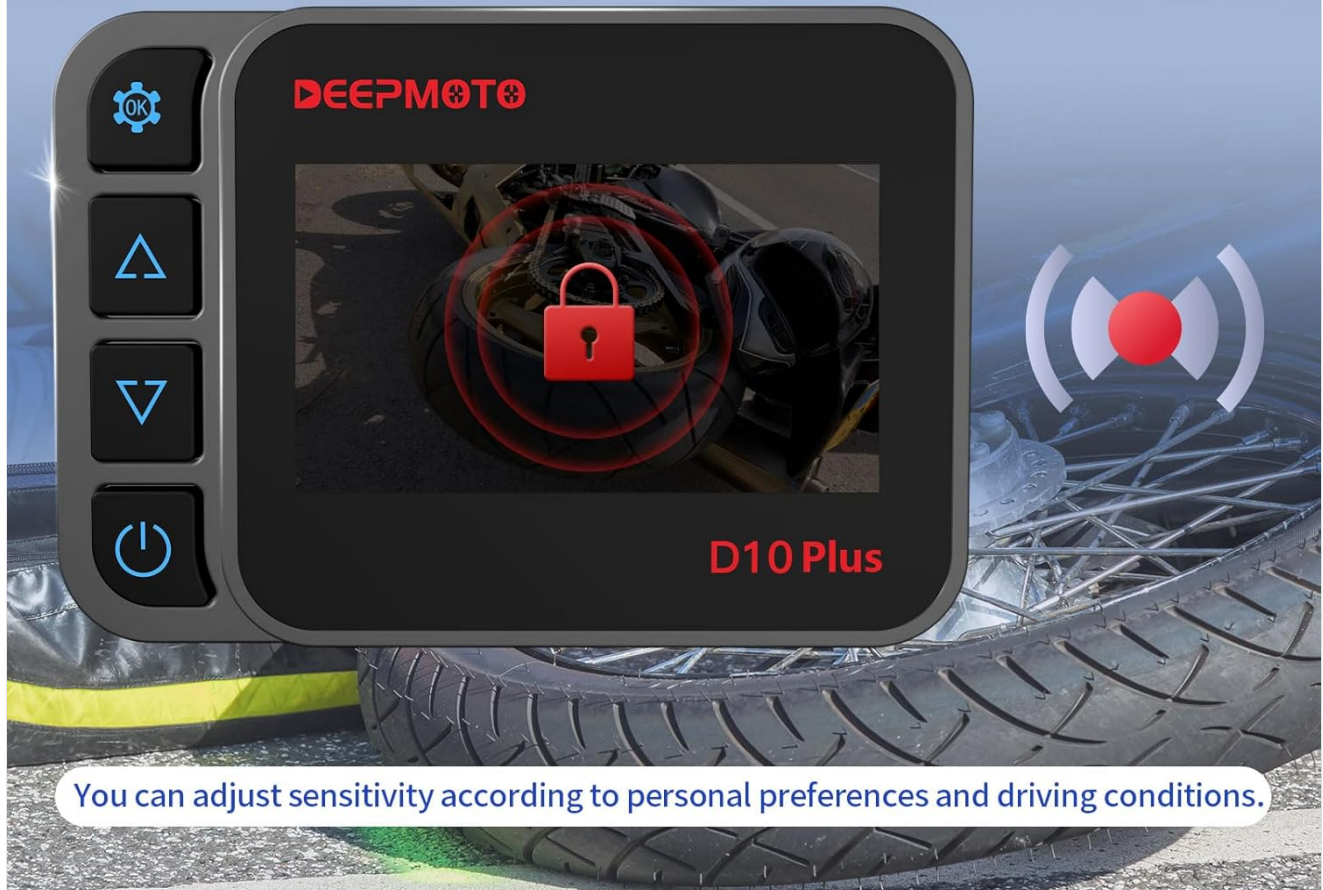 OK
DEEPMOTO
D10 Plus
You can adjust sensitivity according to personal preferences and driving conditions.